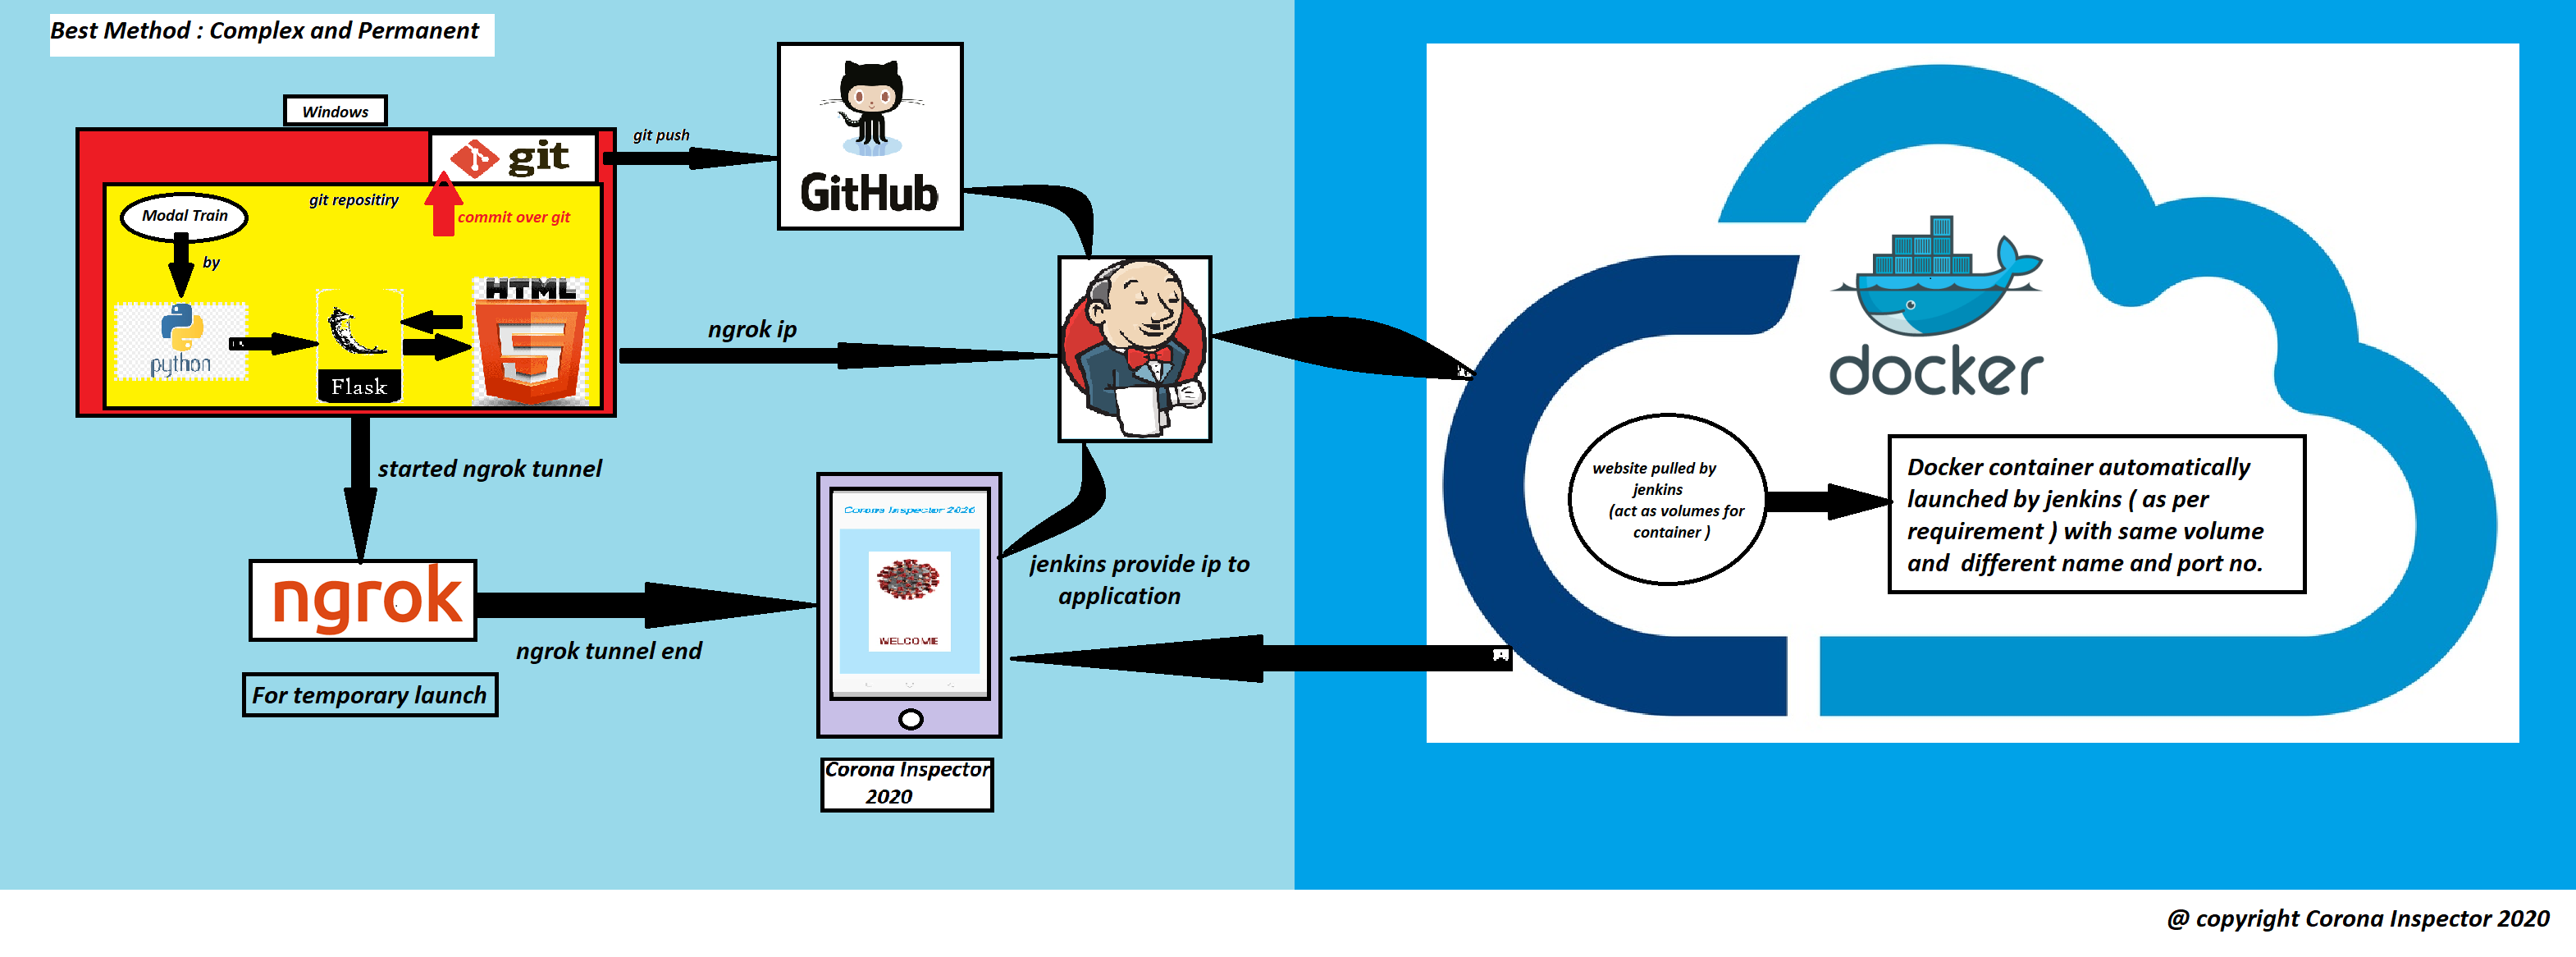 Best Method : Complex and Permanent
Windows
git
git push
GitHub
Modal Train
git repositiry
commit over git
by
python
Flask
HTML
5
ngrok ip
started ngrok tunnel
ngrok
ngrok tunnel end
For temporary launch
Corona Inspector 2020
WELCOME
Corona Inspector
2020
jenkins provide ip to
application
docker
website pulled by
jenkins
(act as volumes for
container )
Docker container automatically
launched by jenkins ( as per
requirement ) with same volume
and different name and port no.
@ copyright Corona Inspector 2020